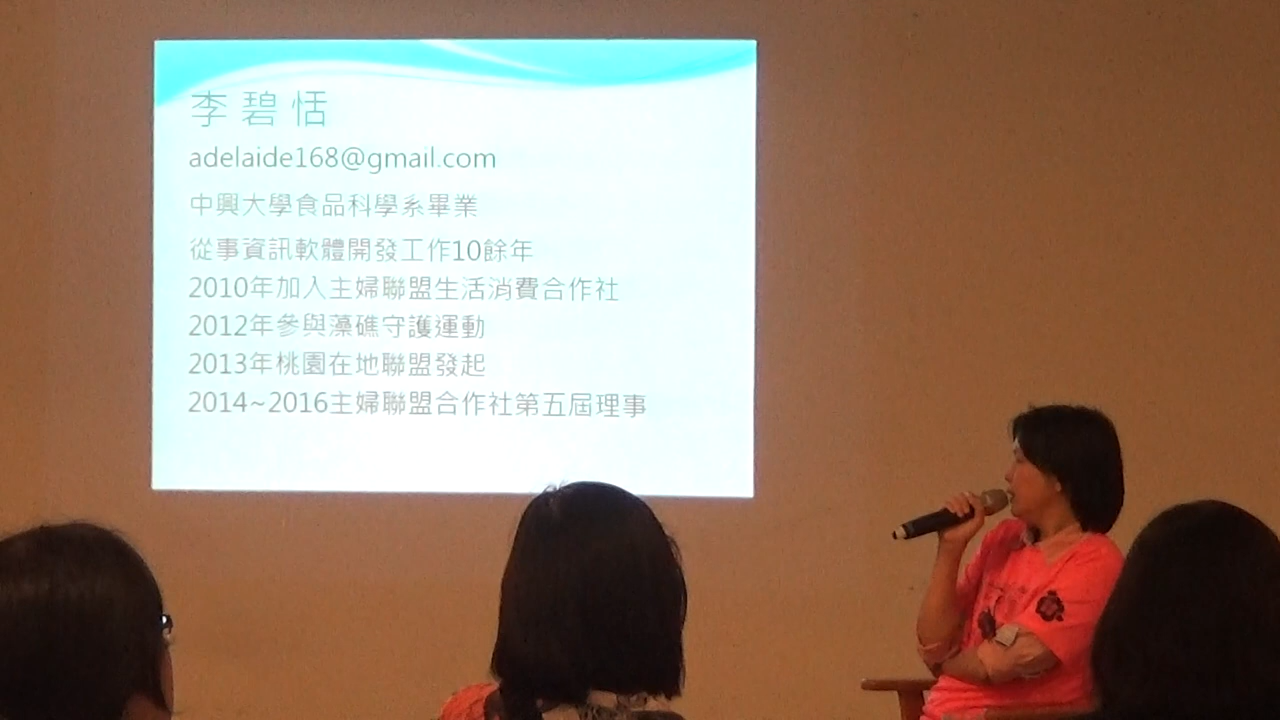 李碧恬
adelaide168@gmail.com
中興大學食品科學系畢業
從事資訊軟體開發工作10餘年
2010年加入主婦聯盟生活消費合作社
2012年參與藻礁守護運動
2013年桃園在地聯盟發起
2014~2016主婦聯盟合作社第五屆理事